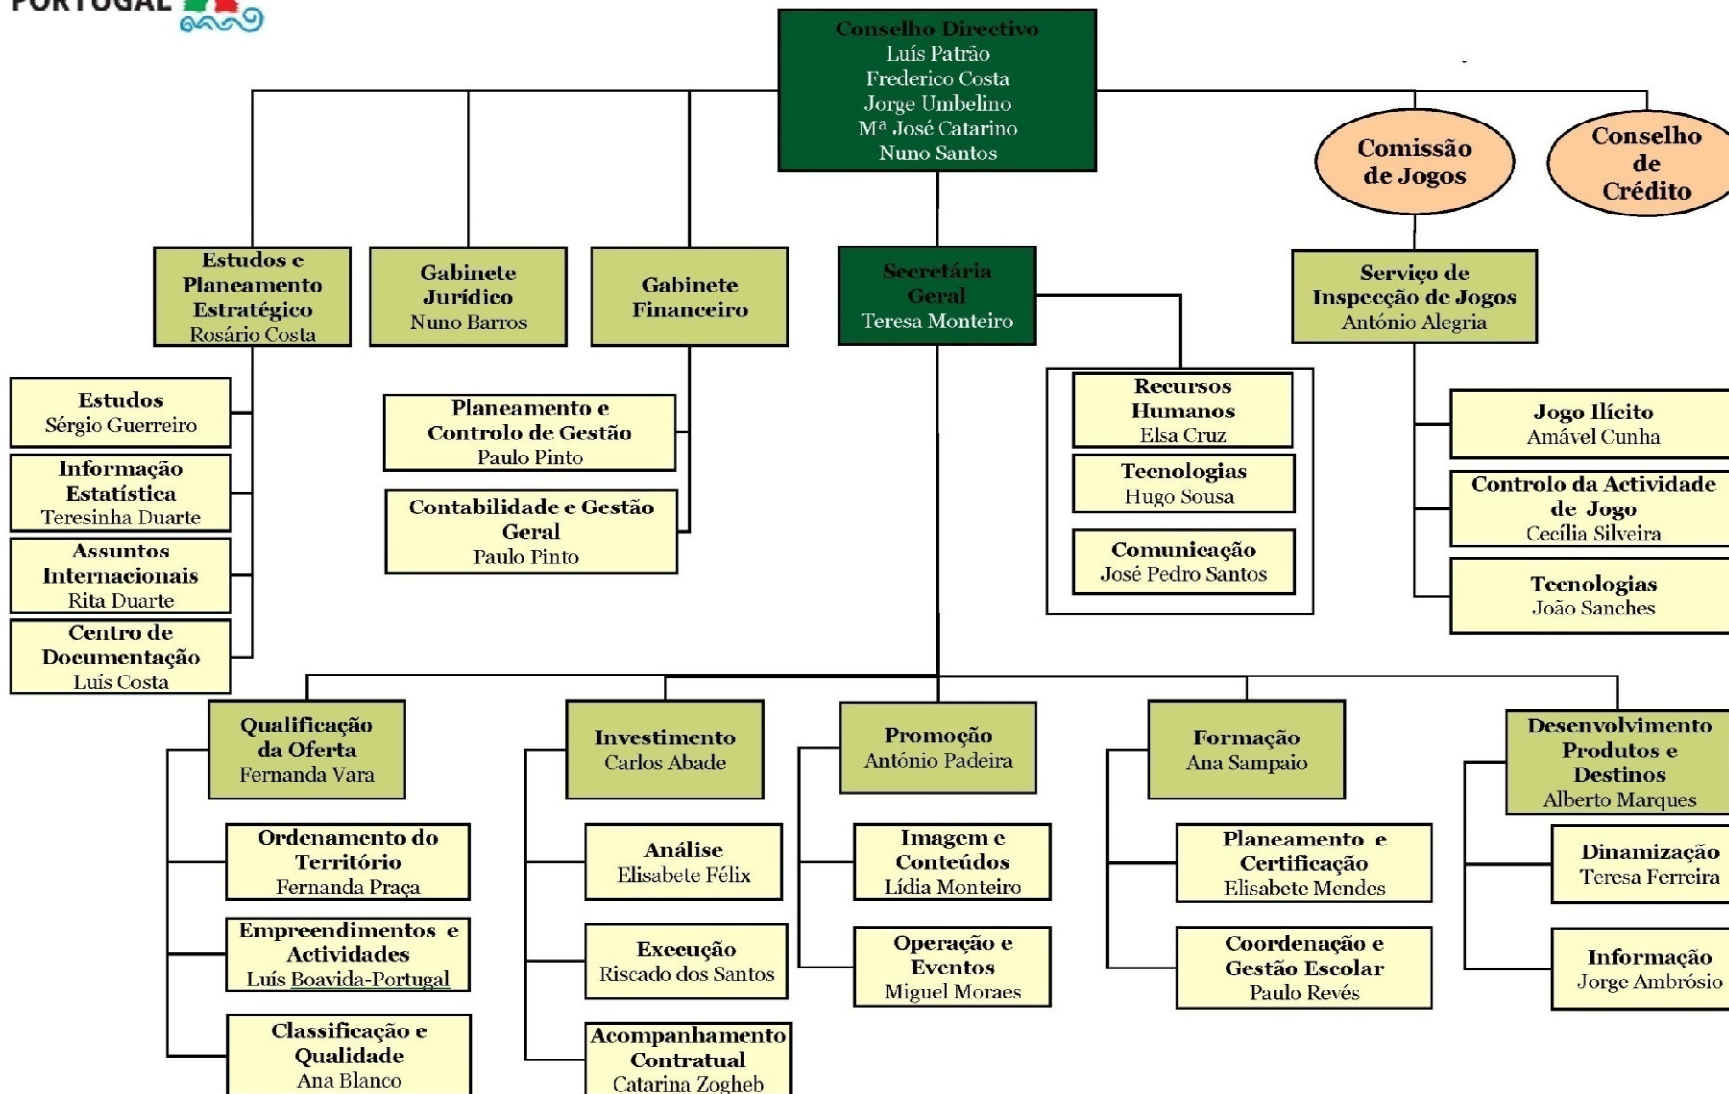 PORTUGAL
Conselho Directivo
Luís Patrão
Frederico Costa
Jorge Umbelino
Mª José Catarino
Nuno Santos
Comissão
de Jogos
Conselho
de
Crédito
Estudos e
Planeamento
Estratégico
Rosário Costa
Gabinete
Jurídico
Nuno Barros
Gabinete
Financeiro
Secretária
Geral
Teresa Monteiro
Serviço de
Inspecção de Jogos
António Alegria
Estudos
Sérgio Guerreiro
Informação
Estatística
Teresinha Duarte
Assuntos
Internacionais
Rita Duarte
Centro de
Documentação
Luís Costa
Planeamento e
Controlo de Gestão
Paulo Pinto
Contabilidade e Gestão
Geral
Paulo Pinto
Recursos
Humanos
Elsa Cruz
Tecnologias
Hugo Sousa
Comunicação
José Pedro Santos
Jogo Ilícito
Amável Cunha
Controlo da Actividade
de Jogo
Cecília Silveira
Tecnologias
João Sanches
Qualificação
da Oferta
Fernanda Vara
Ordenamento do
Território
Fernanda Praça
Empreendimentos e
Actividades
Luís Boavida-Portugal
Classificação e
Qualidade
Ana Blanco
Investimento
Carlos Abade
Análise
Elisabete Félix
Execução
Riscado dos Santos
Acompanhamento
Contratual
Catarina Zogheb
Promoção
António Padeira
Imagem e
Conteúdos
Lídia Monteiro
Operação e
Eventos
Miguel Moraes
Formação
Ana Sampaio
Planeamento e
Certificação
Elisabete Mendes
Coordenação e
Gestão Escolar
Paulo Revés
Desenvolvimento
Produtos e
Destinos
Alberto Marques
Dinamização
Teresa Ferreira
Informação
Jorge Ambrósio